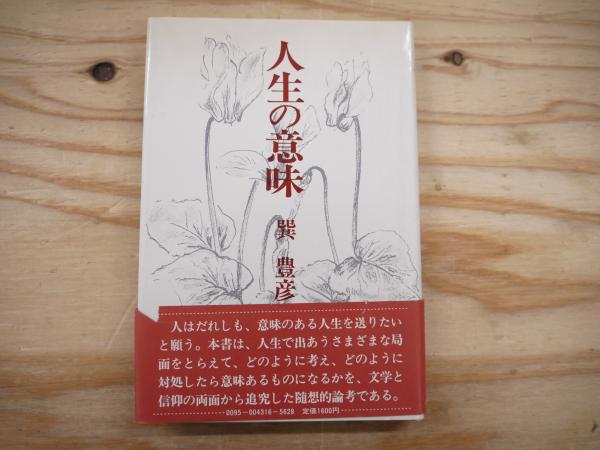 人生の意味
巽 豊彦
人はだれしも、意味のある人生を送りたい
と願う。本書は、人生で出あうさまざまな局
面をとらえて、どのように考え、どのように
対処したら意味あるものになるかを、文学と
信仰の両面から追究した随想的論考である。
0095-004316-5628 定価1600円